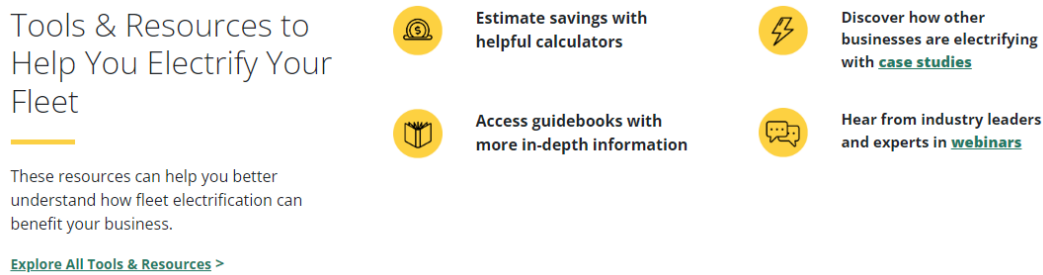 Tools & Resources to
Help You Electrify Your
Fleet
These resources can help you better
understand how fleet electrification can
benefit your business.
Explore All Tools & Resources >
Estimate savings with
helpful calculators
Access guidebooks with
more in-depth information
Discover how other
businesses are electrifying
with case studies
Hear from industry leaders
and experts in webinars